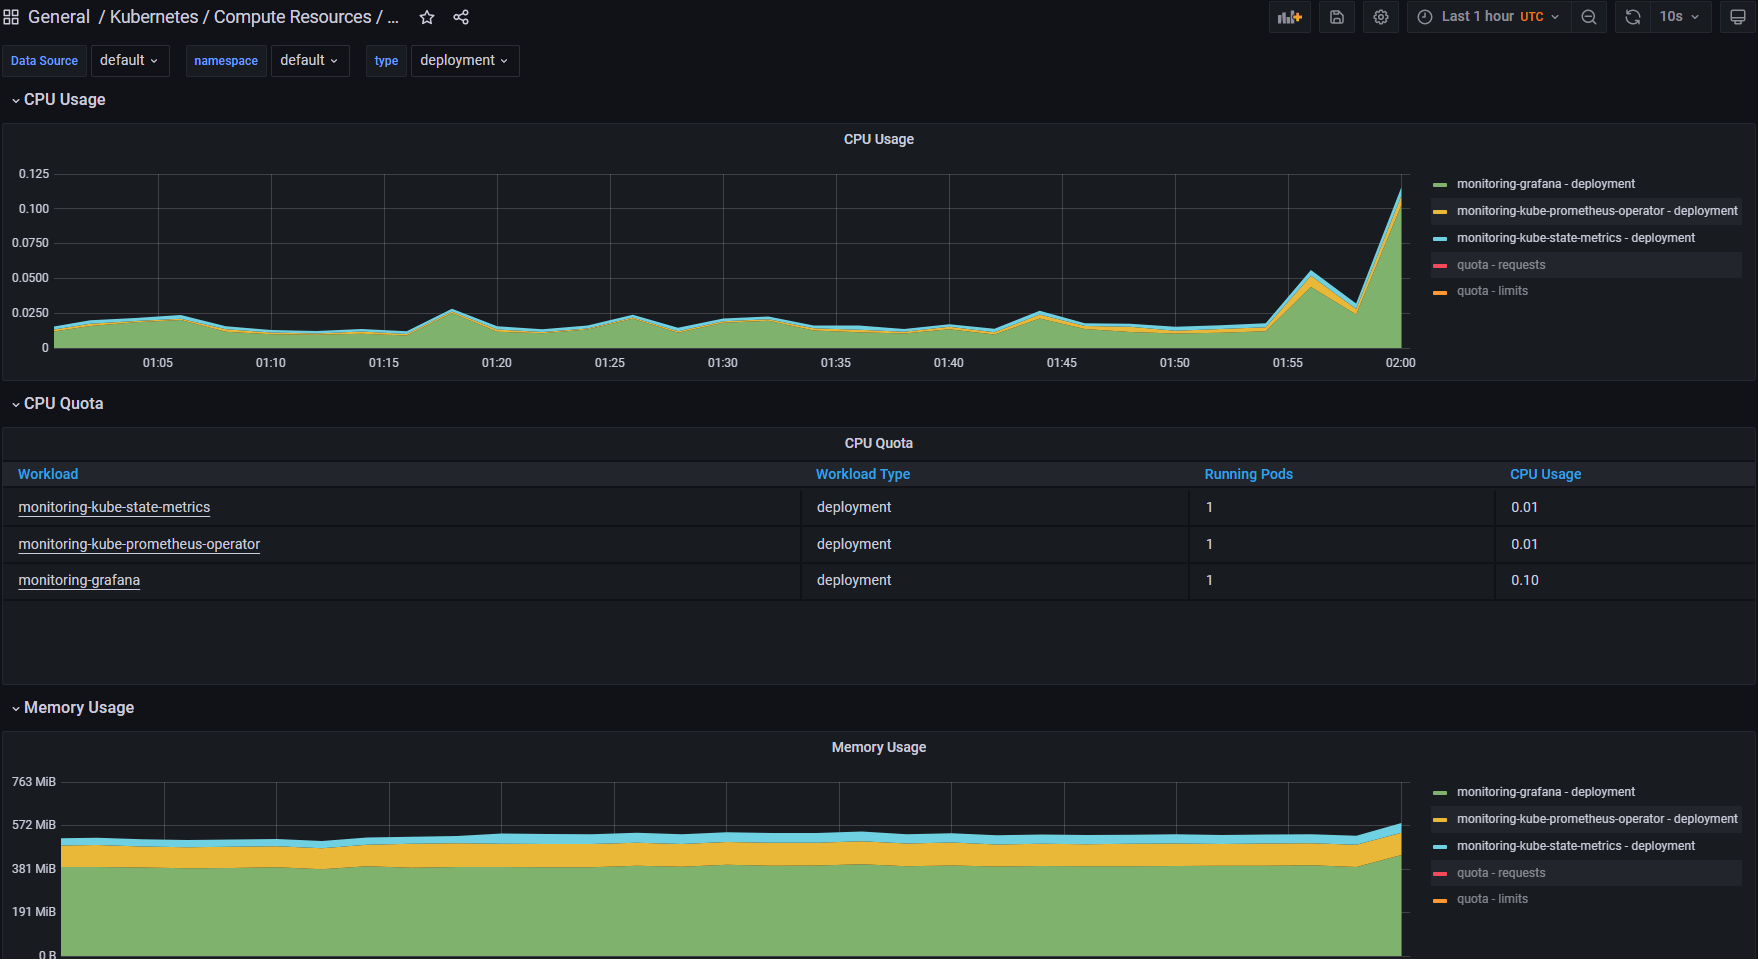 General / Kubernetes / Compute Resources / ...
Last 1 hour UTC
10s
Data Source default namespace default type deployment
CPU Usage
CPU Usage
0.125
0.100
0.0750
0.0500
0.0250
0
01:05 01:10 01:15 01:20 01:25 01:30 01:35 01:40 01:45 01:50 01:55 02:00
monitoring-grafana - deployment
monitoring-kube-prometheus-operator - deployment
monitoring-kube-state-metrics - deployment
quota - requests
quota - limits
CPU Quota
CPU Quota
Workload Workload Type Running Pods CPU Usage
monitoring-kube-state-metrics deployment 1 0.01
monitoring-kube-prometheus-operator deployment 1 0.01
monitoring-grafana deployment 1 0.10
Memory Usage
Memory Usage
763 MiB
572 MiB
381 MiB
191 MiB
0 B
monitoring-grafana - deployment
monitoring-kube-prometheus-operator - deployment
monitoring-kube-state-metrics - deployment
quota - requests
quota - limits